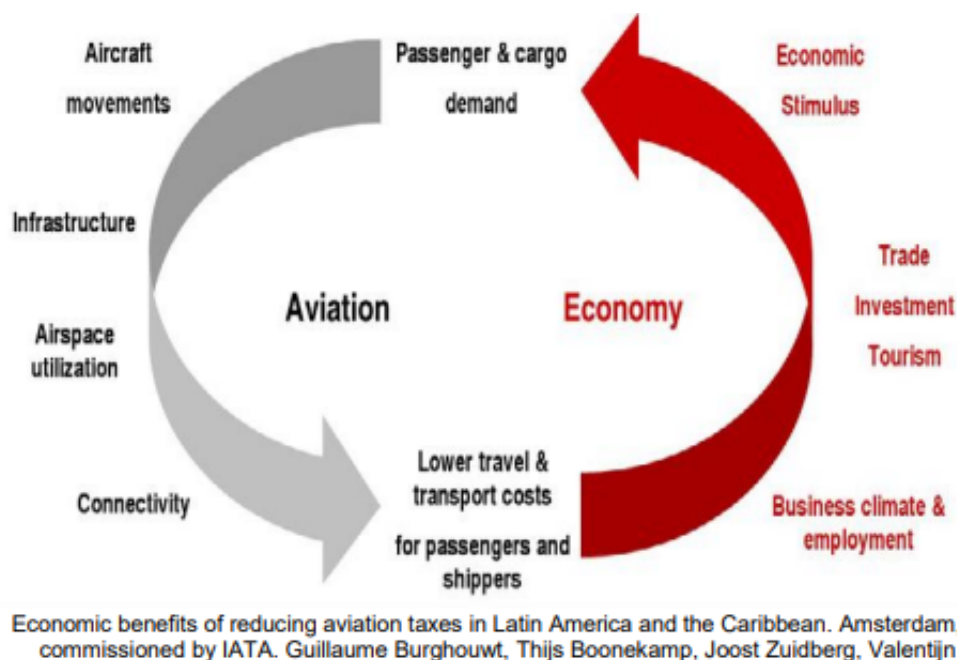 Aircraft
movements
Passenger & cargo
demand
Economic
Stimulus
Infrastructure
Aviation
Economy
Trade
Investment
Tourism
Airspace
utilization
Connectivity
Lower travel &
transport costs
for passengers and
shippers
Business climate &
employment
Economic benefits of reducing aviation taxes in Latin America and the Caribbean. Amsterdam,
commissioned by IATA. Guillaume Burghouwt, Thijs Boonekamp, Joost Zuidberg, Valentijn